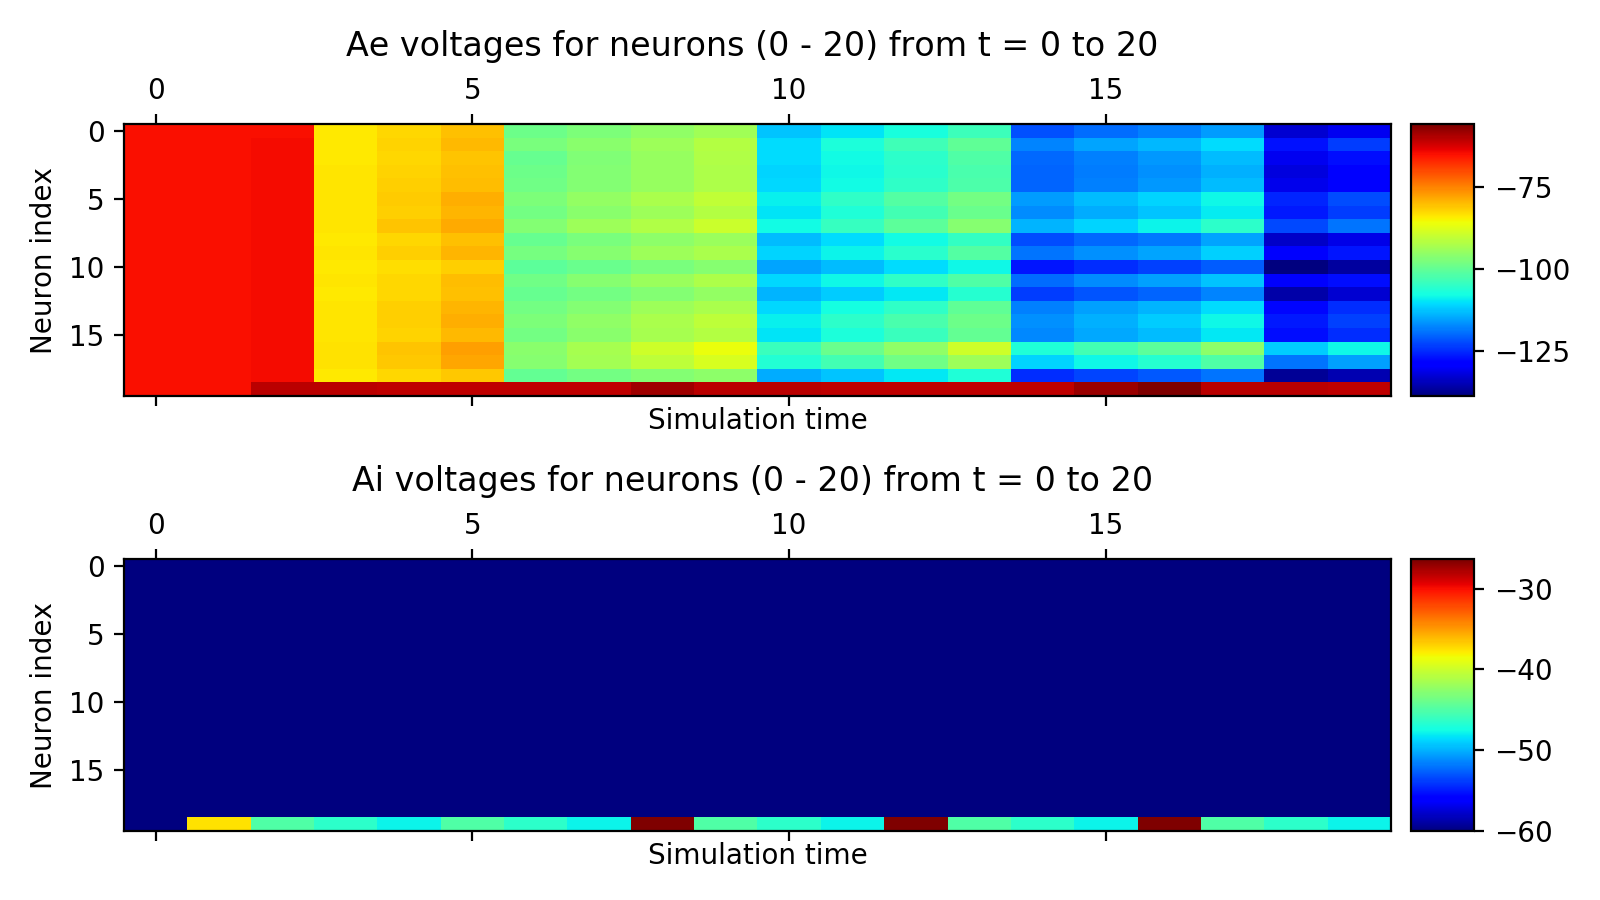 Ae voltages for neurons (0 - 20) from t = 0 to 20
0 5 10 15
0
5
10
15
Neuron index
Simulation time
−75
−100
−125
Ai voltages for neurons (0 - 20) from t = 0 to 20
0 5 10 15
0
5
10
15
Neuron index
Simulation time
−30
−40
−50
−60